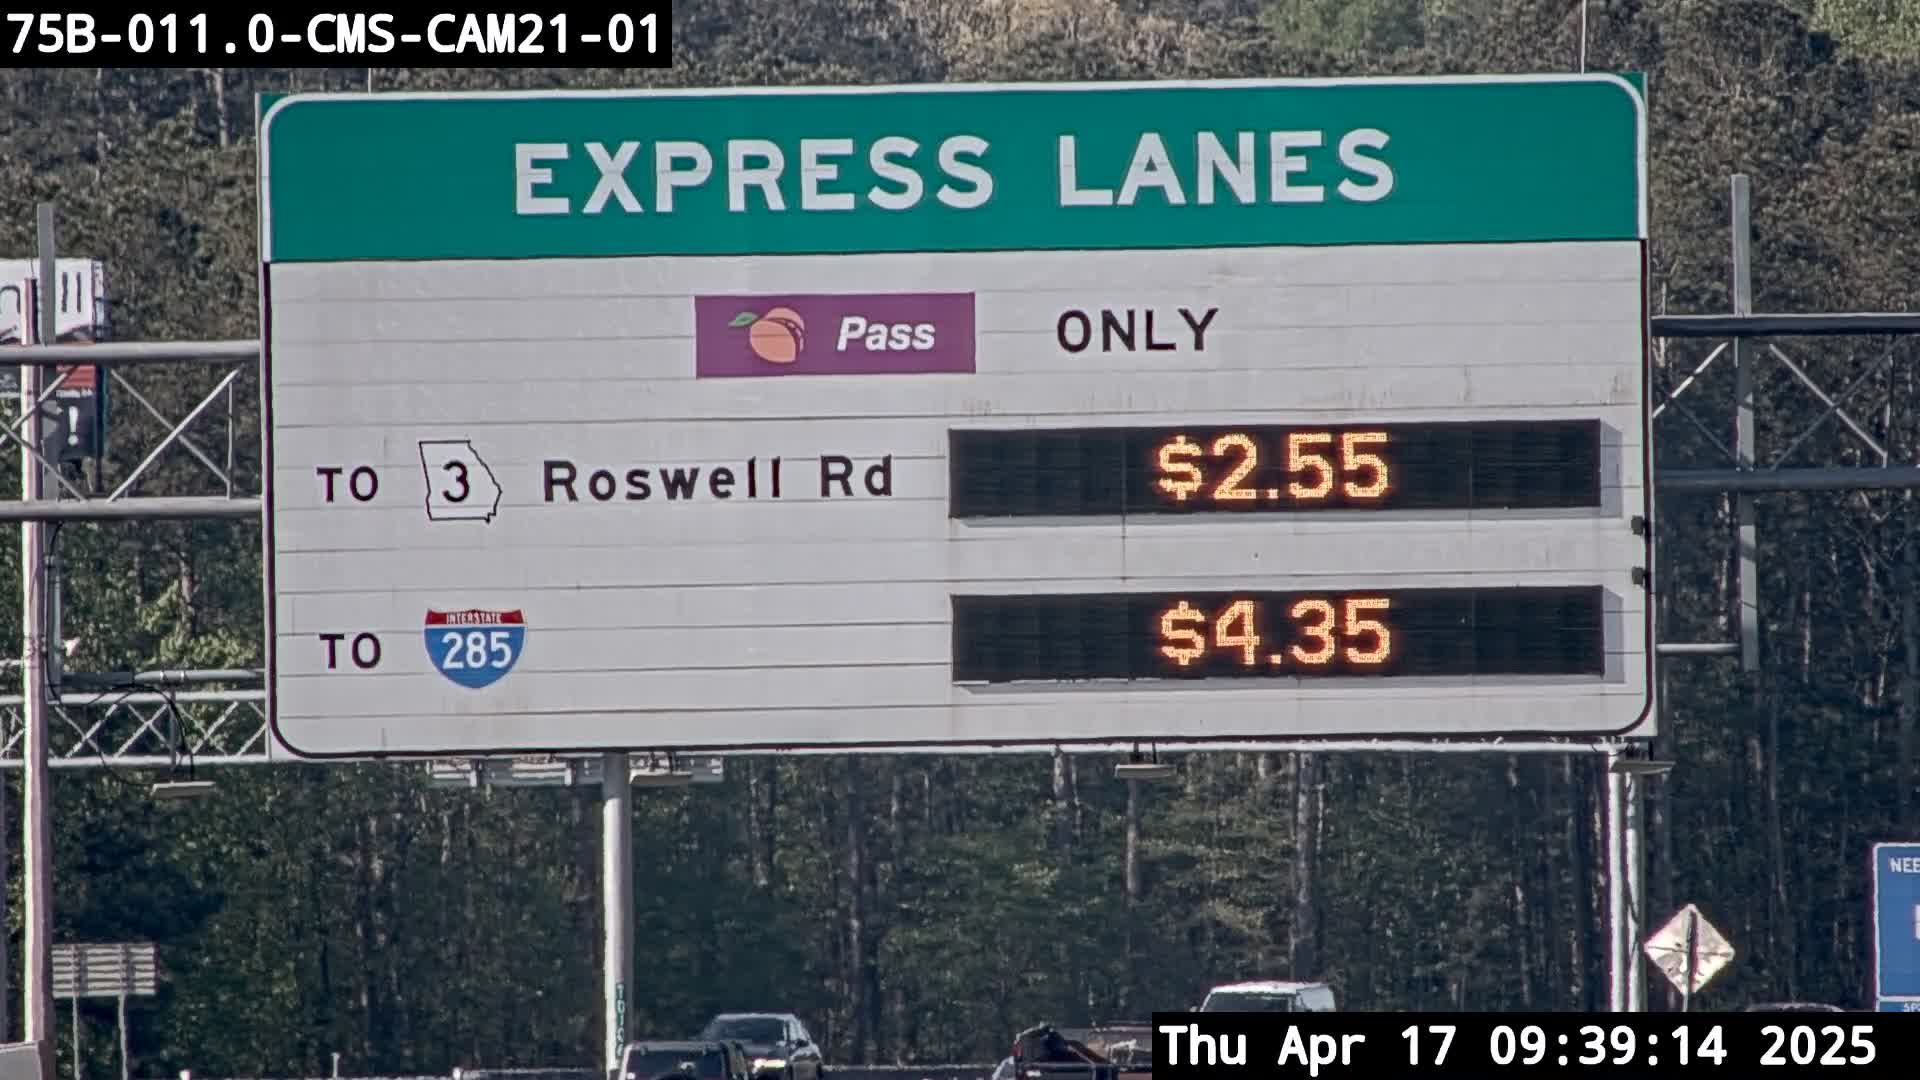 75B-011.0-CMS-CAM21-01
EXPRESS LANES
Pass ONLY
TO 3 Roswell Rd $2.55
TO INTERSTATE 285 $4.35
Thu Apr 17 09:39:14 2025